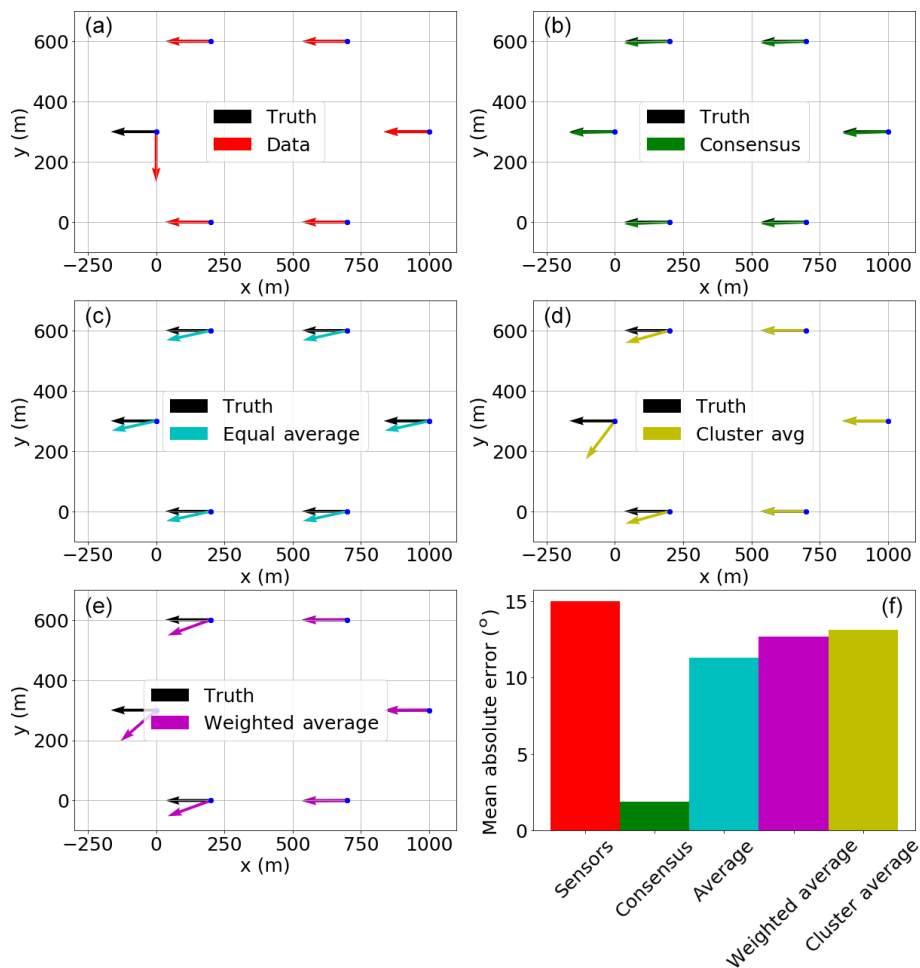 (a)
600
400
200
0
y (m)
Truth
Data
−250 0 250 500 750 1000
x (m)
(b)
600
400
200
0
y (m)
Truth
Consensus
−250 0 250 500 750 1000
x (m)
(c)
600
400
200
0
y (m)
Truth
Equal average
−250 0 250 500 750 1000
x (m)
(d)
600
400
200
0
y (m)
Truth
Cluster avg
−250 0 250 500 750 1000
x (m)
(e)
600
400
200
0
y (m)
Truth
Weighted average
−250 0 250 500 750 1000
x (m)
(f)
15
10
5
0
Mean absolute error (°)
Sensors
Consensus
Average
Weighted average
Cluster average